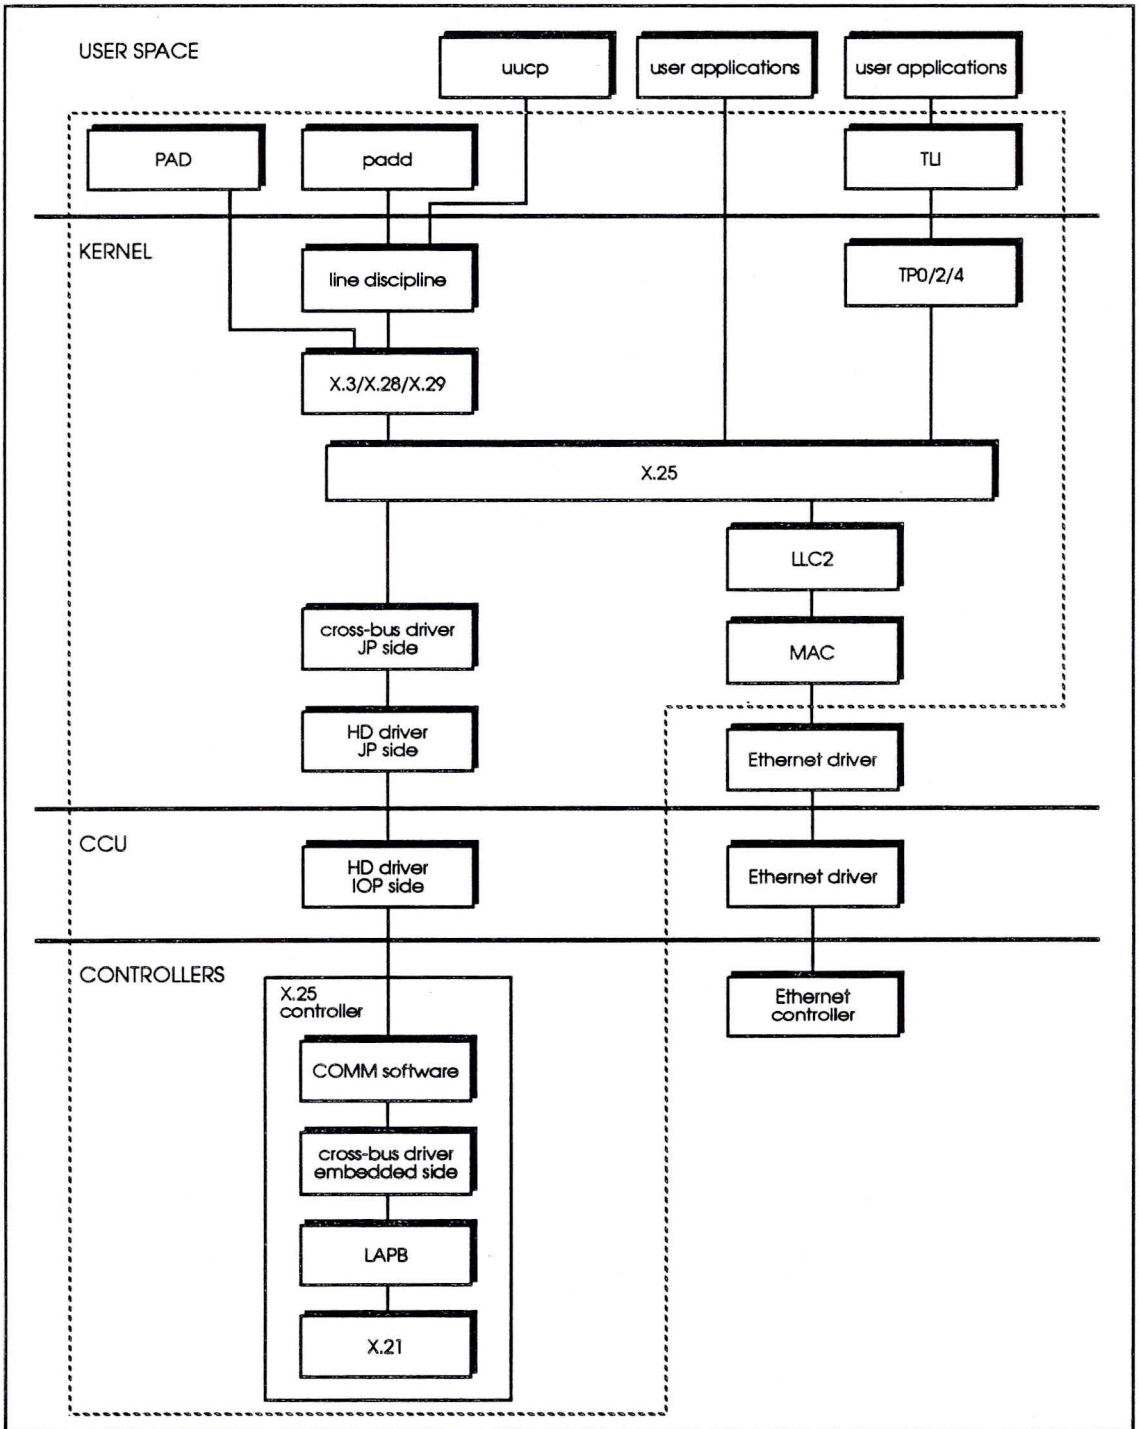 USER SPACE
uucp
user applications
user applications
PAD
padd
TLI
KERNEL
line discipline
TP0/2/4
X.3/X.28/X.29
X.25
LLC2
cross-bus driver
JP side
MAC
HD driver
JP side
Ethernet driver
CCU
HD driver
IOP side
Ethernet driver
CONTROLLERS
X.25
controller
Ethernet
controller
COMM software
cross-bus driver
embedded side
LAPB
X.21